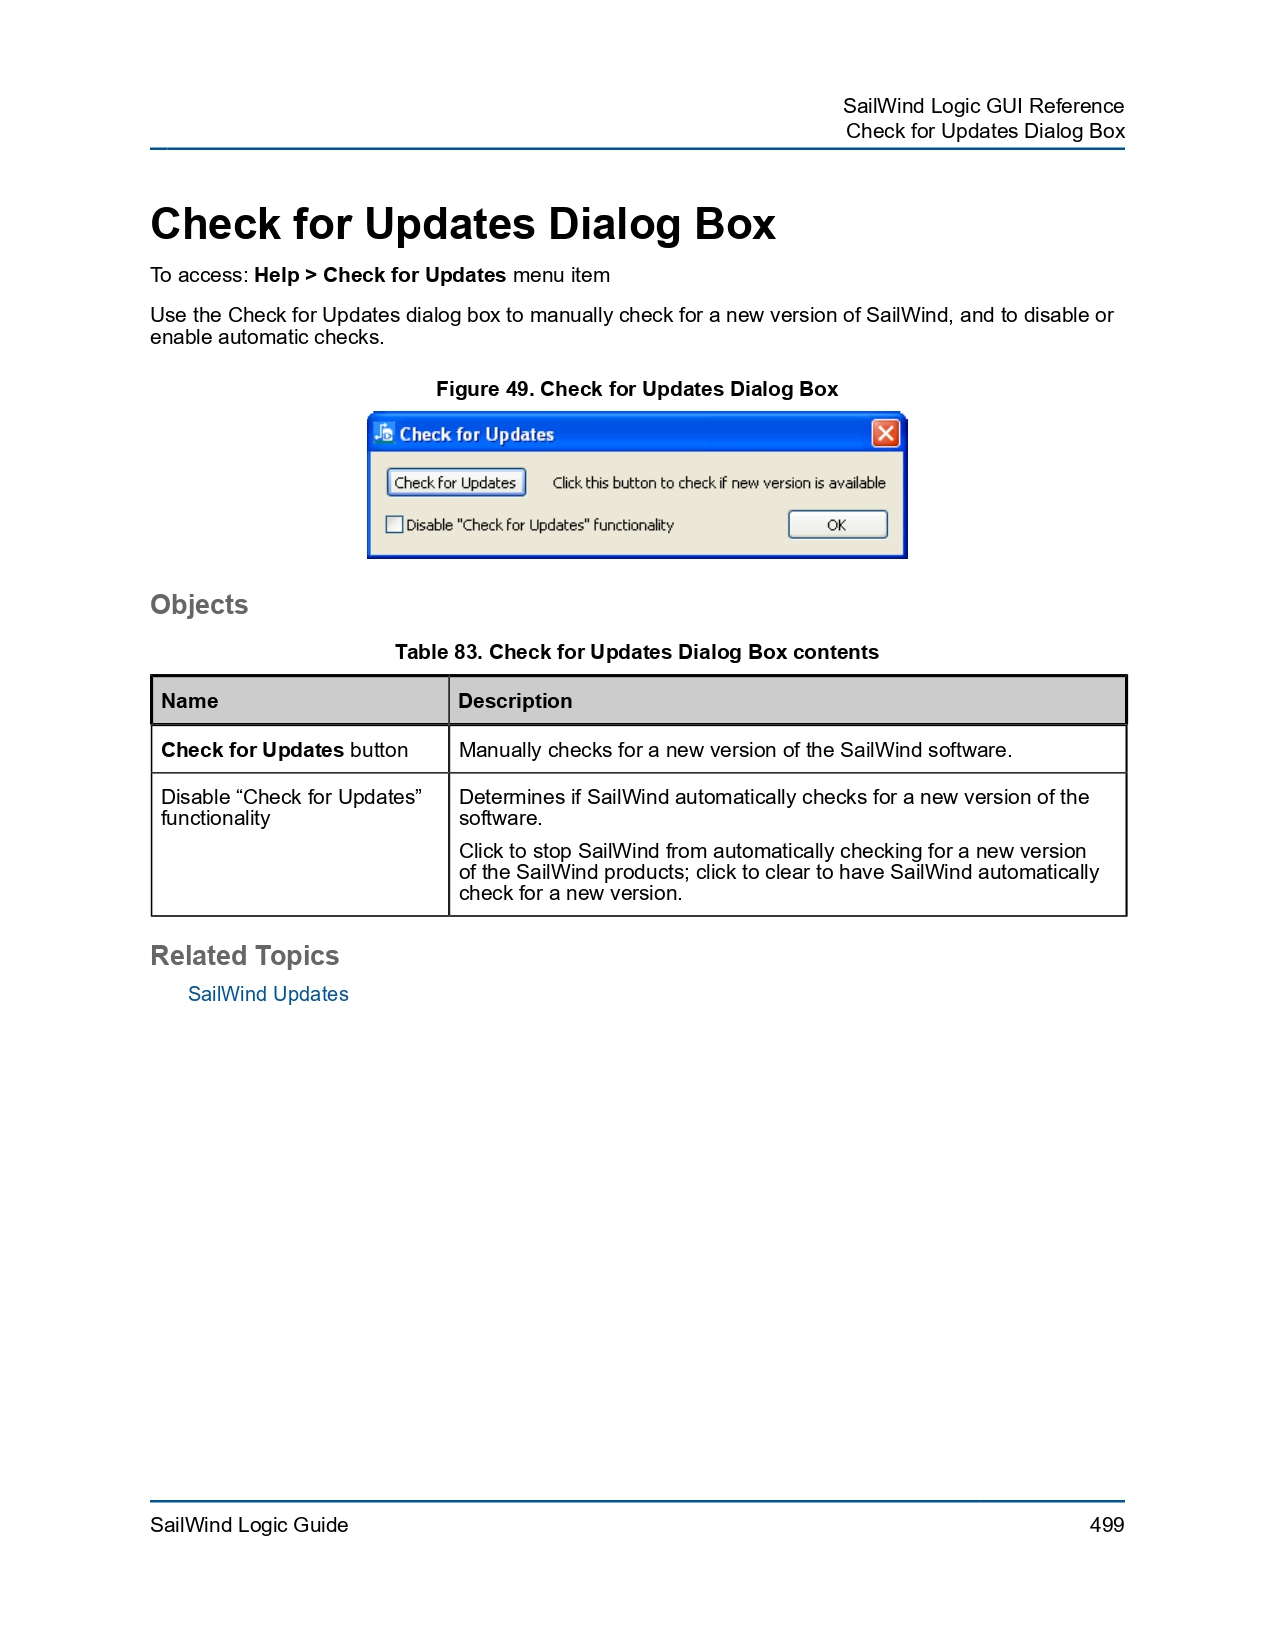 SailWind Logic GUI Reference
Check for Updates Dialog Box
Check for Updates Dialog Box
To access: Help > Check for Updates menu item
Use the Check for Updates dialog box to manually check for a new version of SailWind, and to disable or
enable automatic checks.
Figure 49. Check for Updates Dialog Box
Check for Updates
Check for Updates Click this button to check if new version is available
Disable "Check for Updates" functionality OK
Objects
Table 83. Check for Updates Dialog Box contents
Name Description
Check for Updates button Manually checks for a new version of the SailWind software.
Disable “Check for Updates” Determines if SailWind automatically checks for a new version of the
functionality software.
Click to stop SailWind from automatically checking for a new version
of the SailWind products; click to clear to have SailWind automatically
check for a new version.
Related Topics
SailWind Updates
SailWind Logic Guide 499